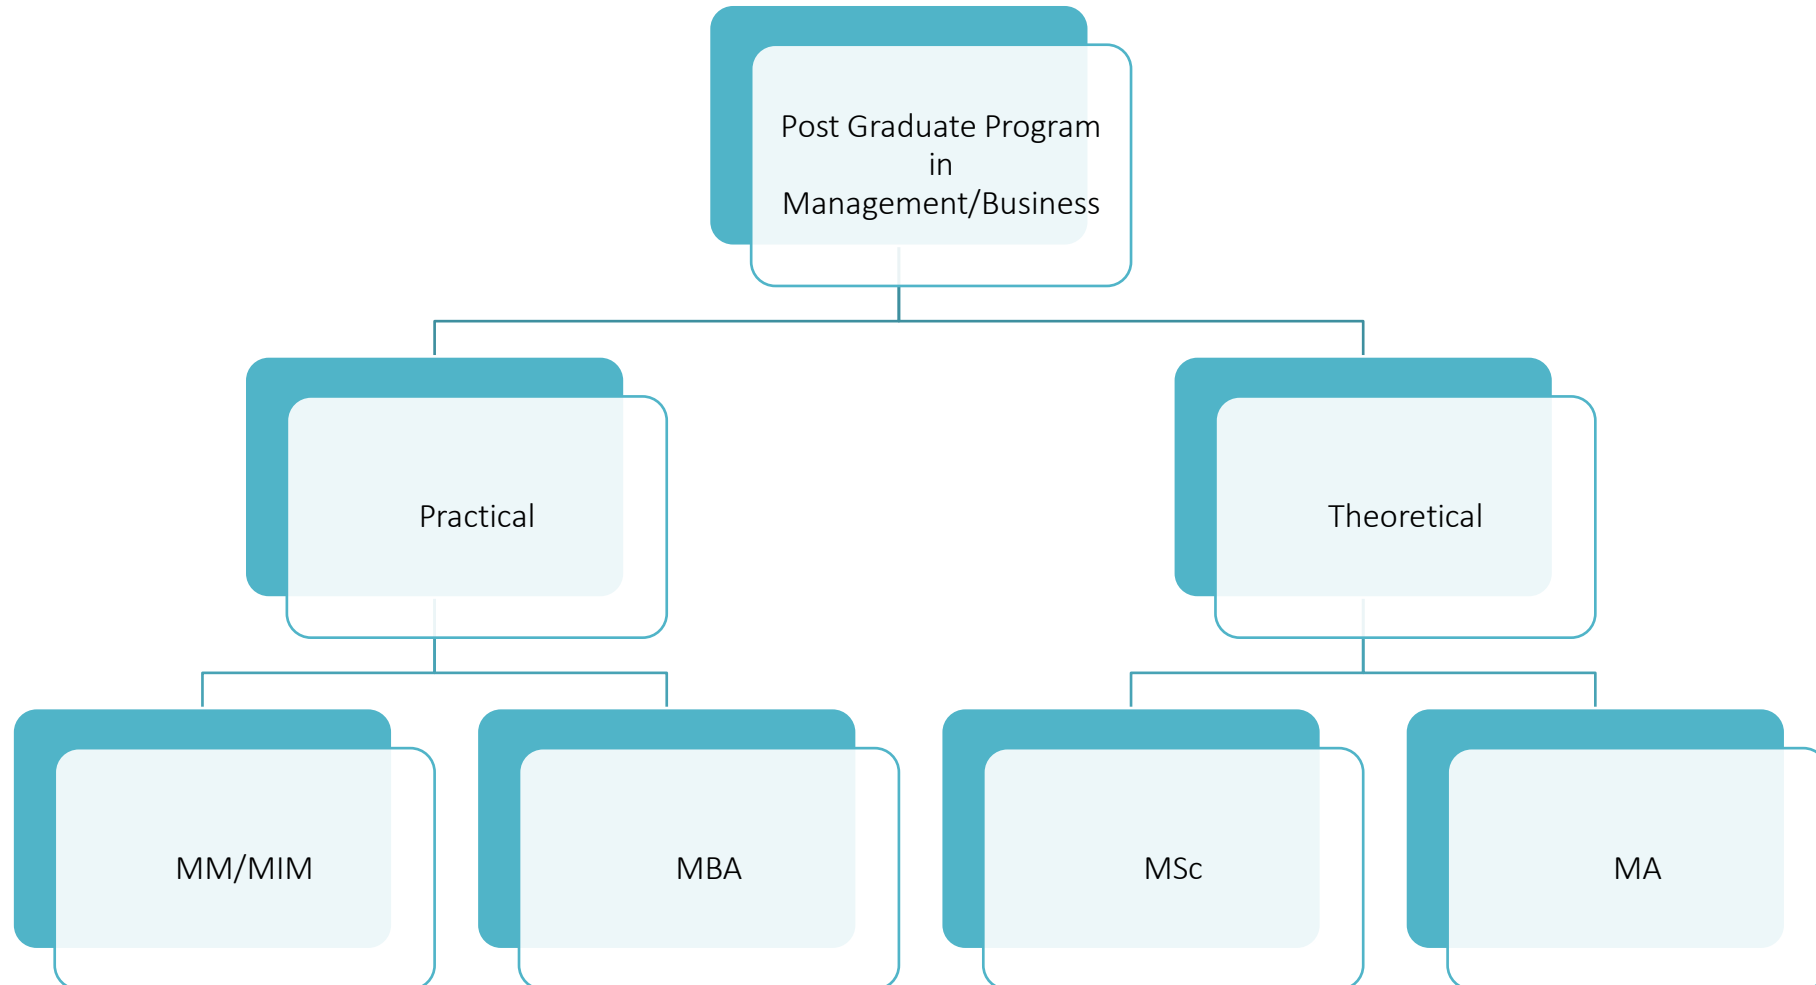 Post Graduate Program
in
Management/Business
Practical
Theoretical
MM/MIM
MBA
MSc
MA